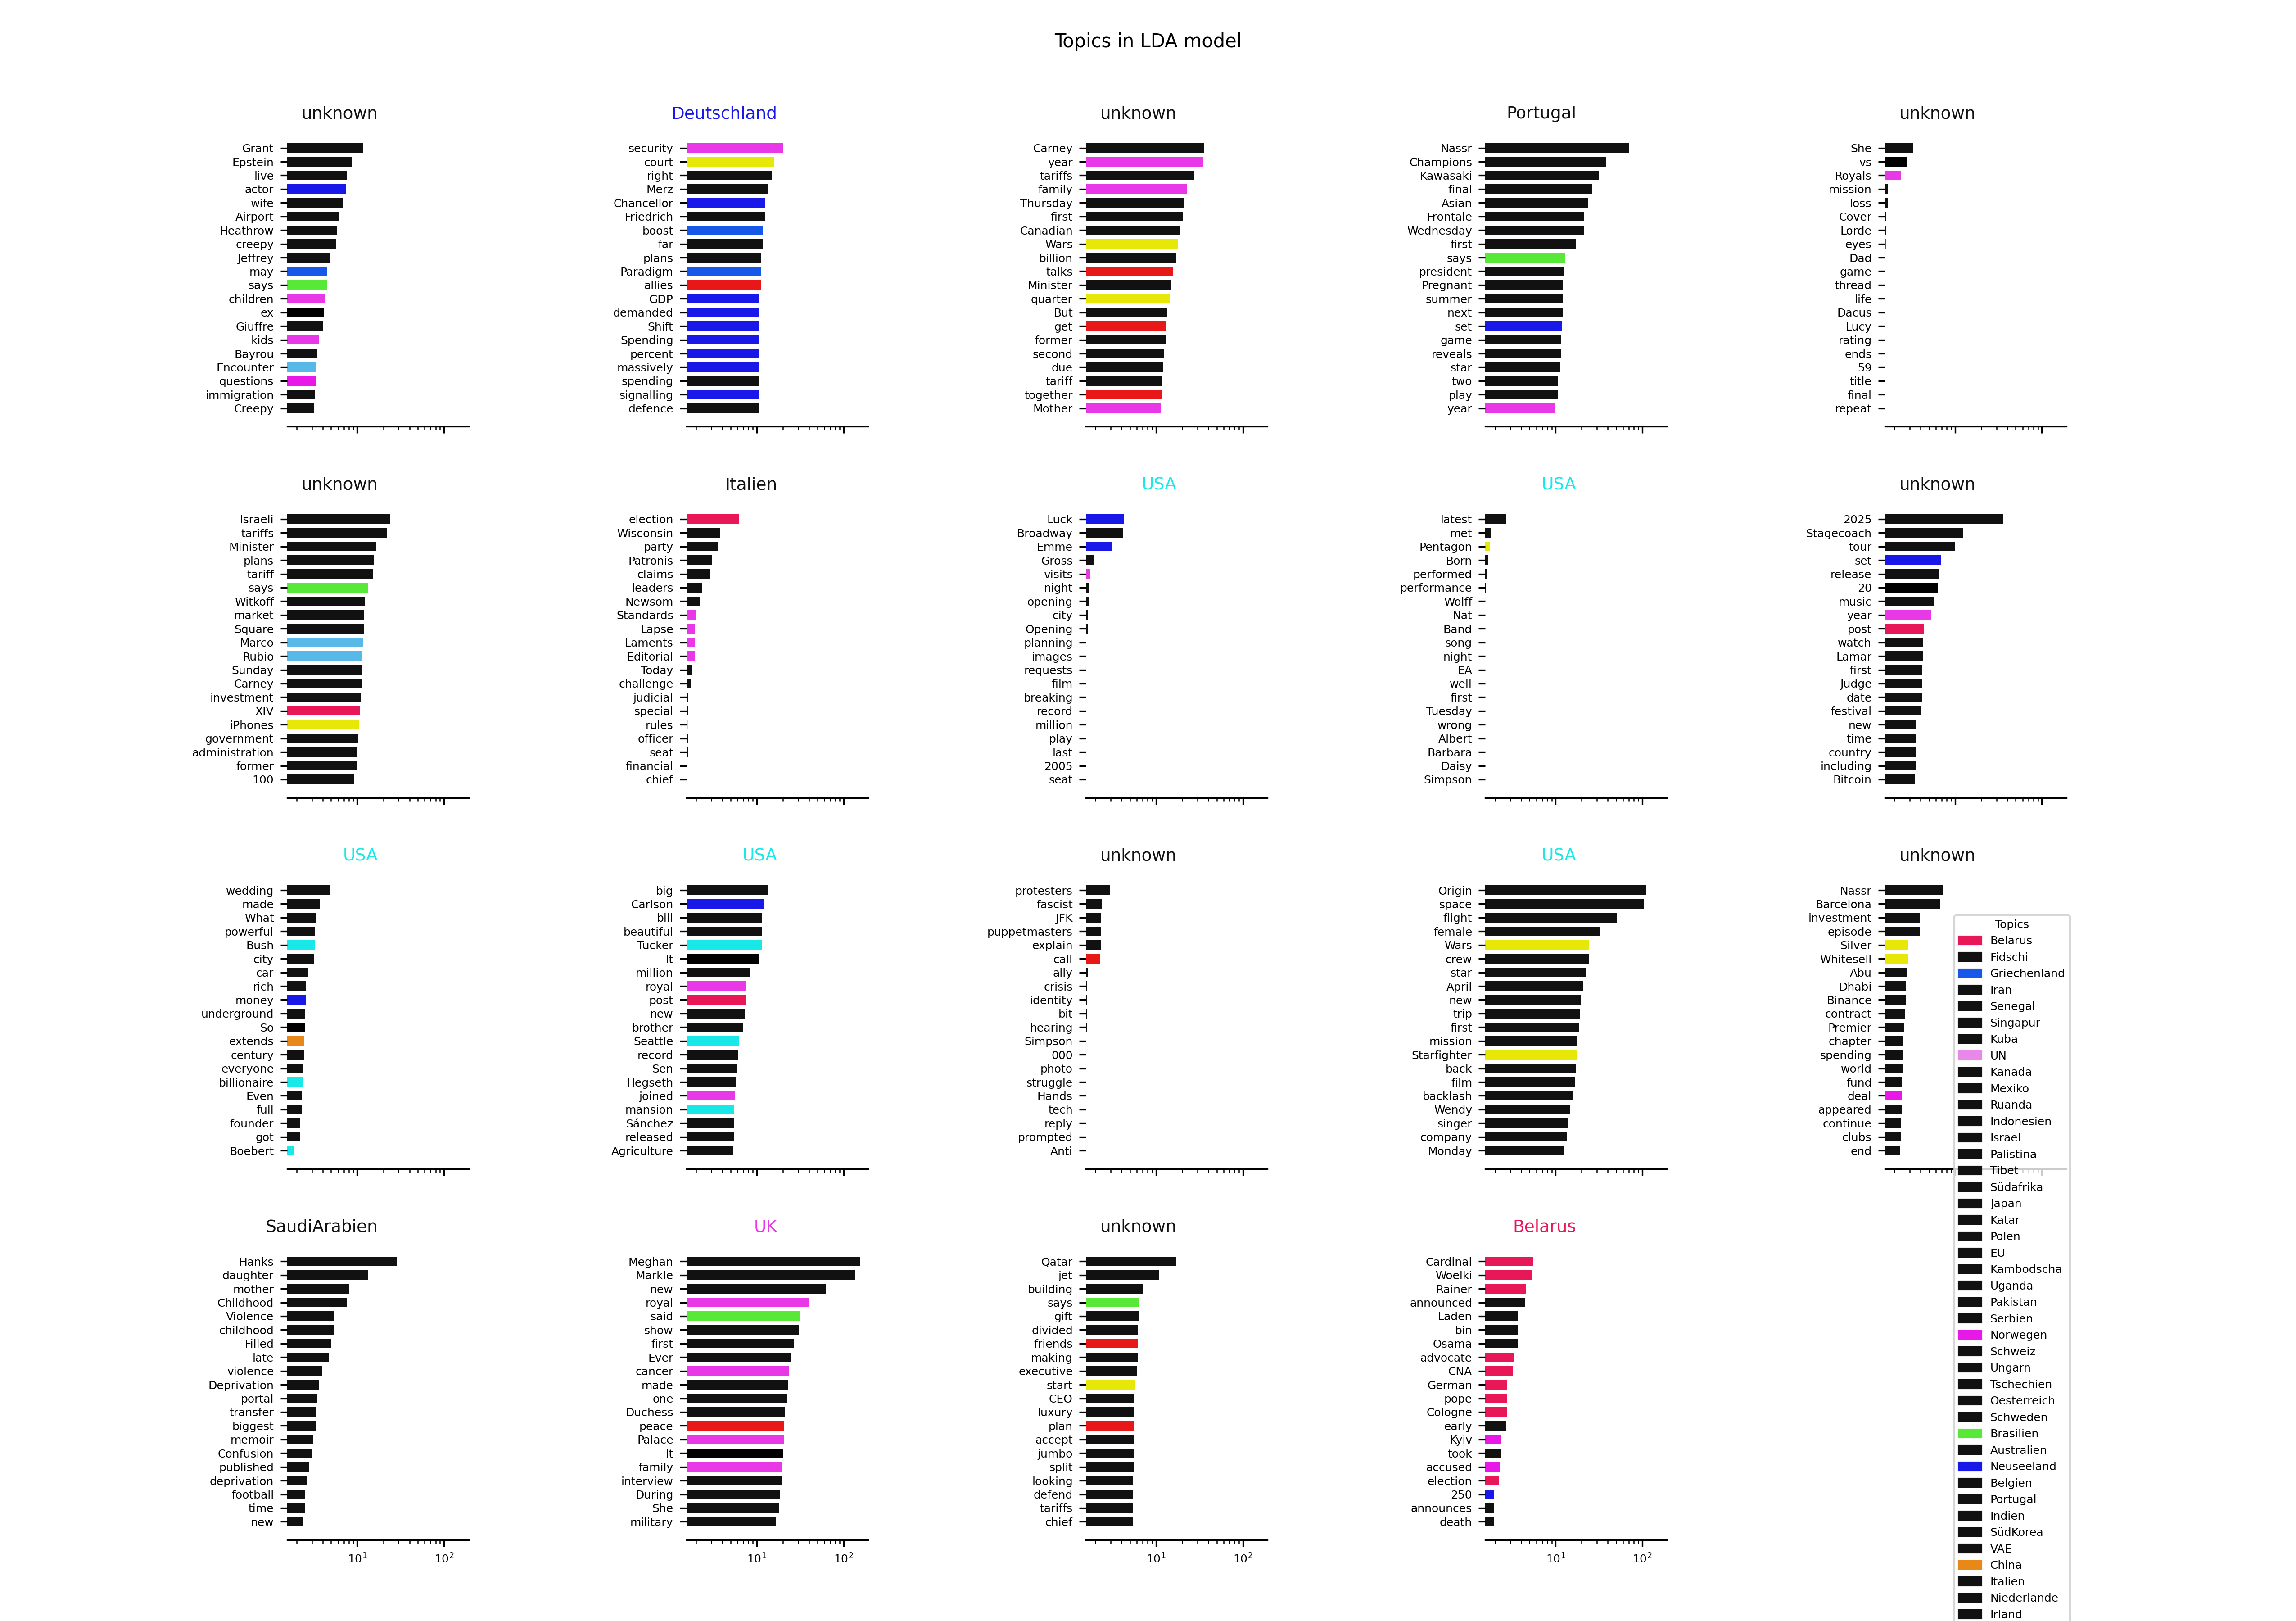 Topics in LDA model
unknown
Grant
Epstein
live
actor
wife
Airport
Heathrow
creepy
Jeffrey
may
says
children
ex
Giuffre
kids
Bayrou
Encounter
questions
immigration
Creepy
Deutschland
security
court
right
Merz
Chancellor
Friedrich
boost
far
plans
Paradigm
allies
GDP
demanded
Shift
Spending
percent
massively
spending
signalling
defence
unknown
Carney
year
tariffs
family
Thursday
first
Canadian
Wars
billion
talks
Minister
quarter
But
get
former
second
due
tariff
together
Mother
Portugal
Nassr
Champions
Kawasaki
final
Asian
Frontale
Wednesday
first
says
president
Pregnant
summer
next
set
game
reveals
star
two
play
year
unknown
She
vs
Royals
mission
loss
Cover
Lorde
eyes
Dad
game
thread
life
Dacus
Lucy
rating
ends
59
title
final
repeat
unknown
Israeli
tariffs
Minister
plans
tariff
says
Witkoff
market
Square
Marco
Rubio
Sunday
Carney
investment
XIV
iPhones
government
administration
former
100
Italien
election
Wisconsin
party
Patronis
claims
leaders
Newsom
Standards
Lapse
Laments
Editorial
Today
challenge
judicial
special
rules
officer
seat
financial
chief
USA
Luck
Broadway
Emme
Gross
visits
night
opening
city
Opening
planning
images
requests
film
breaking
record
million
play
last
2005
seat
USA
latest
met
Pentagon
Born
performed
performance
Wolff
Nat
Band
song
night
EA
well
first
Tuesday
wrong
Albert
Barbara
Daisy
Simpson
unknown
2025
Stagecoach
tour
set
release
20
music
year
post
watch
Lamar
first
Judge
date
festival
new
time
country
including
Bitcoin
USA
wedding
made
What
powerful
Bush
city
car
rich
money
underground
So
extends
century
everyone
billionaire
Even
full
founder
got
Boebert
USA
big
Carlson
bill
beautiful
Tucker
It
million
royal
post
new
brother
Seattle
record
Sen
Hegseth
joined
mansion
Sánchez
released
Agriculture
unknown
protesters
fascist
JFK
puppetmasters
explain
call
ally
crisis
identity
bit
hearing
Simpson
000
photo
struggle
Hands
tech
reply
prompted
Anti
USA
Origin
space
flight
female
Wars
crew
star
April
new
trip
first
mission
Starfighter
back
film
backlash
Wendy
singer
company
Monday
unknown
Nassr
Barcelona
investment
episode
Silver
Whitesell
Abu
Dhabi
Binance
contract
Premier
chapter
spending
world
fund
deal
appeared
continue
clubs
end
SaudiArabien
Hanks
daughter
mother
Childhood
Violence
childhood
Filled
late
violence
Deprivation
portal
transfer
biggest
memoir
Confusion
published
deprivation
football
time
new
10¹ 10²
UK
Meghan
Markle
new
royal
said
show
first
Ever
cancer
made
one
Duchess
peace
Palace
It
family
interview
During
She
military
10¹ 10²
unknown
Qatar
jet
building
says
gift
divided
friends
making
executive
start
CEO
luxury
plan
accept
jumbo
split
looking
defend
tariffs
chief
10¹ 10²
Belarus
Cardinal
Woelki
Rainer
announced
Laden
bin
Osama
advocate
CNA
German
pope
Cologne
early
Kyiv
took
accused
election
250
announces
death
10¹ 10²
Topics
Belarus
Fidschi
Griechenland
Iran
Senegal
Singapur
Kuba
UN
Kanada
Mexiko
Ruanda
Indonesien
Israel
Palistina
Tibet
Südafrika
Japan
Katar
Polen
EU
Kambodscha
Uganda
Pakistan
Serbien
Norwegen
Schweiz
Ungarn
Tschechien
Oesterreich
Schweden
Brasilien
Australien
Neuseeland
Belgien
Portugal
Indien
SüdKorea
VAE
China
Italien
Niederlande
Irland